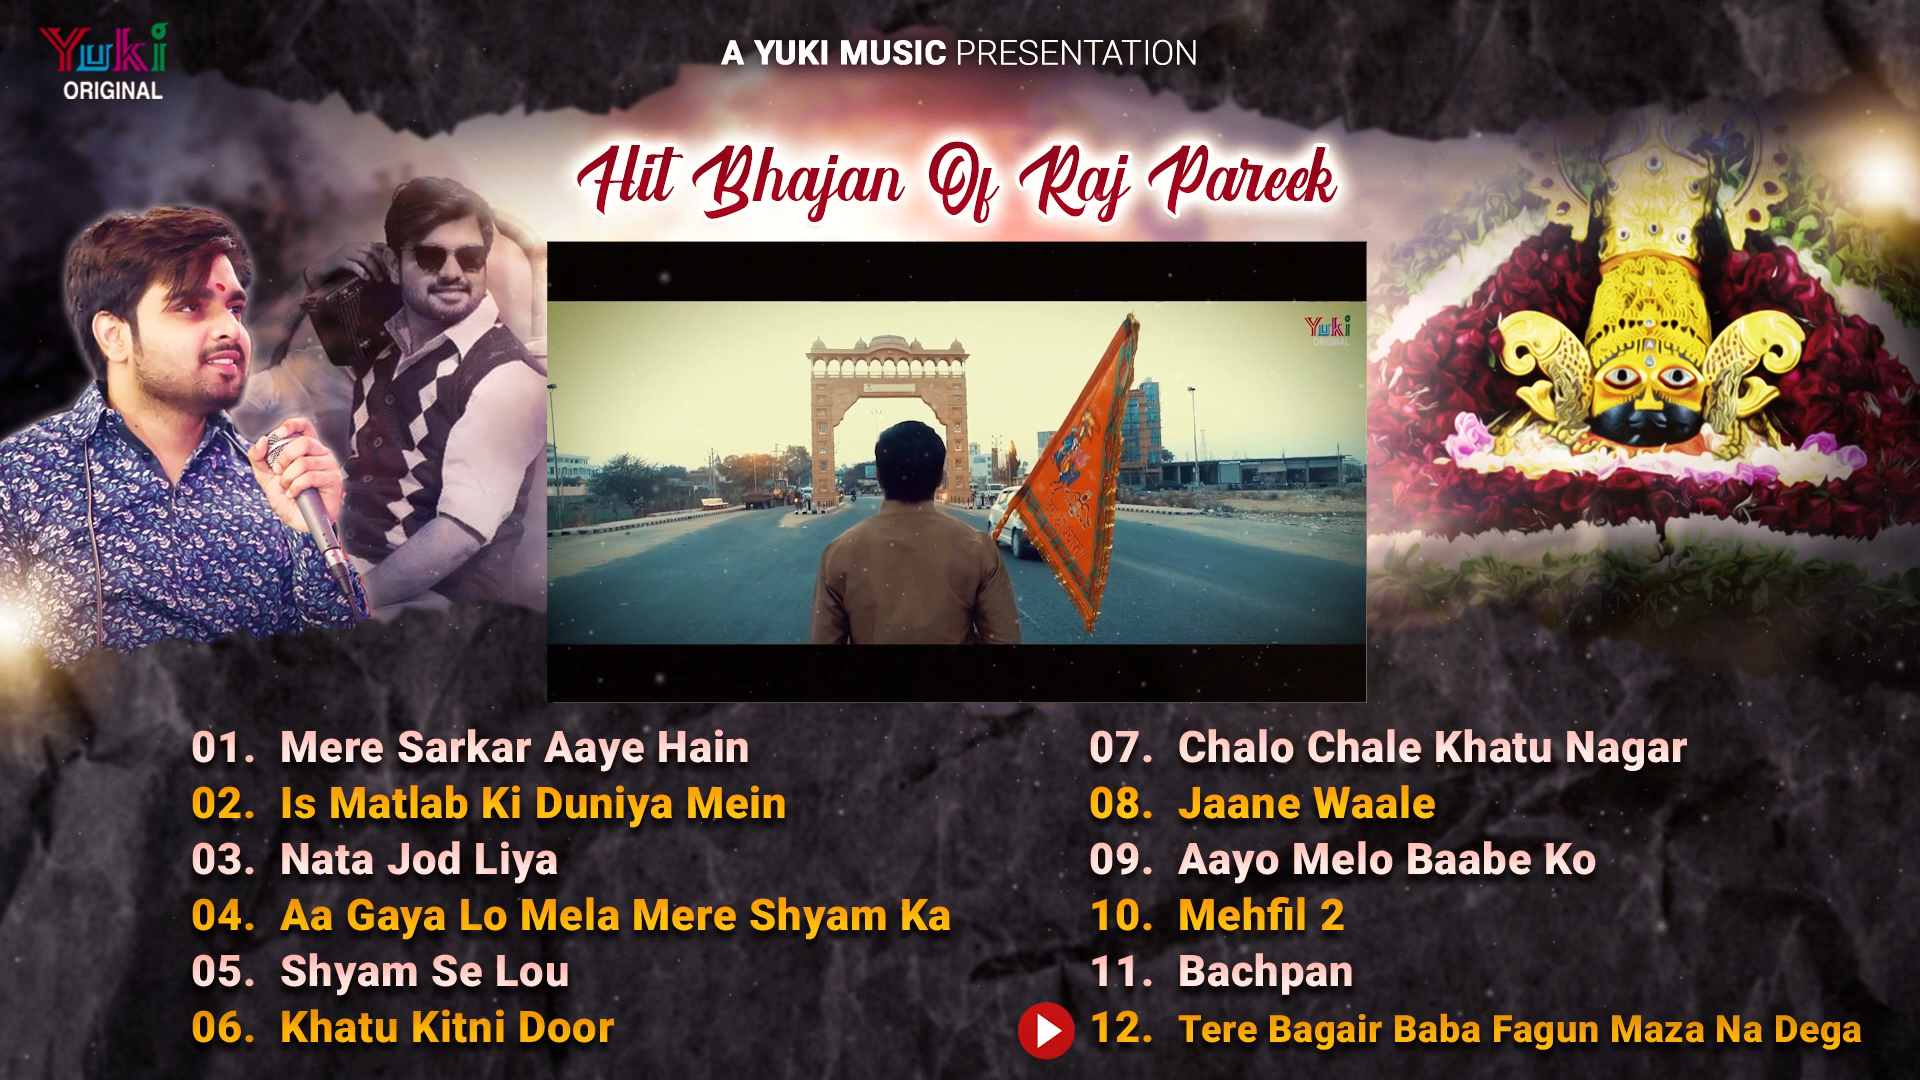 Yuki
ORIGINAL
A YUKI MUSIC PRESENTATION
Hit Bhajan Of Raj Pareek
Yuki
ORIGINAL
01. Mere Sarkar Aaye Hain
02. Is Matlab Ki Duniya Mein
03. Nata Jod Liya
04. Aa Gaya Lo Mela Mere Shyam Ka
05. Shyam Se Lou
06. Khatu Kitni Door
07. Chalo Chale Khatu Nagar
08. Jaane Waale
09. Aayo Melo Baabe Ko
10. Mehfil 2
11. Bachpan
12. Tere Bagair Baba Fagun Maza Na Dega